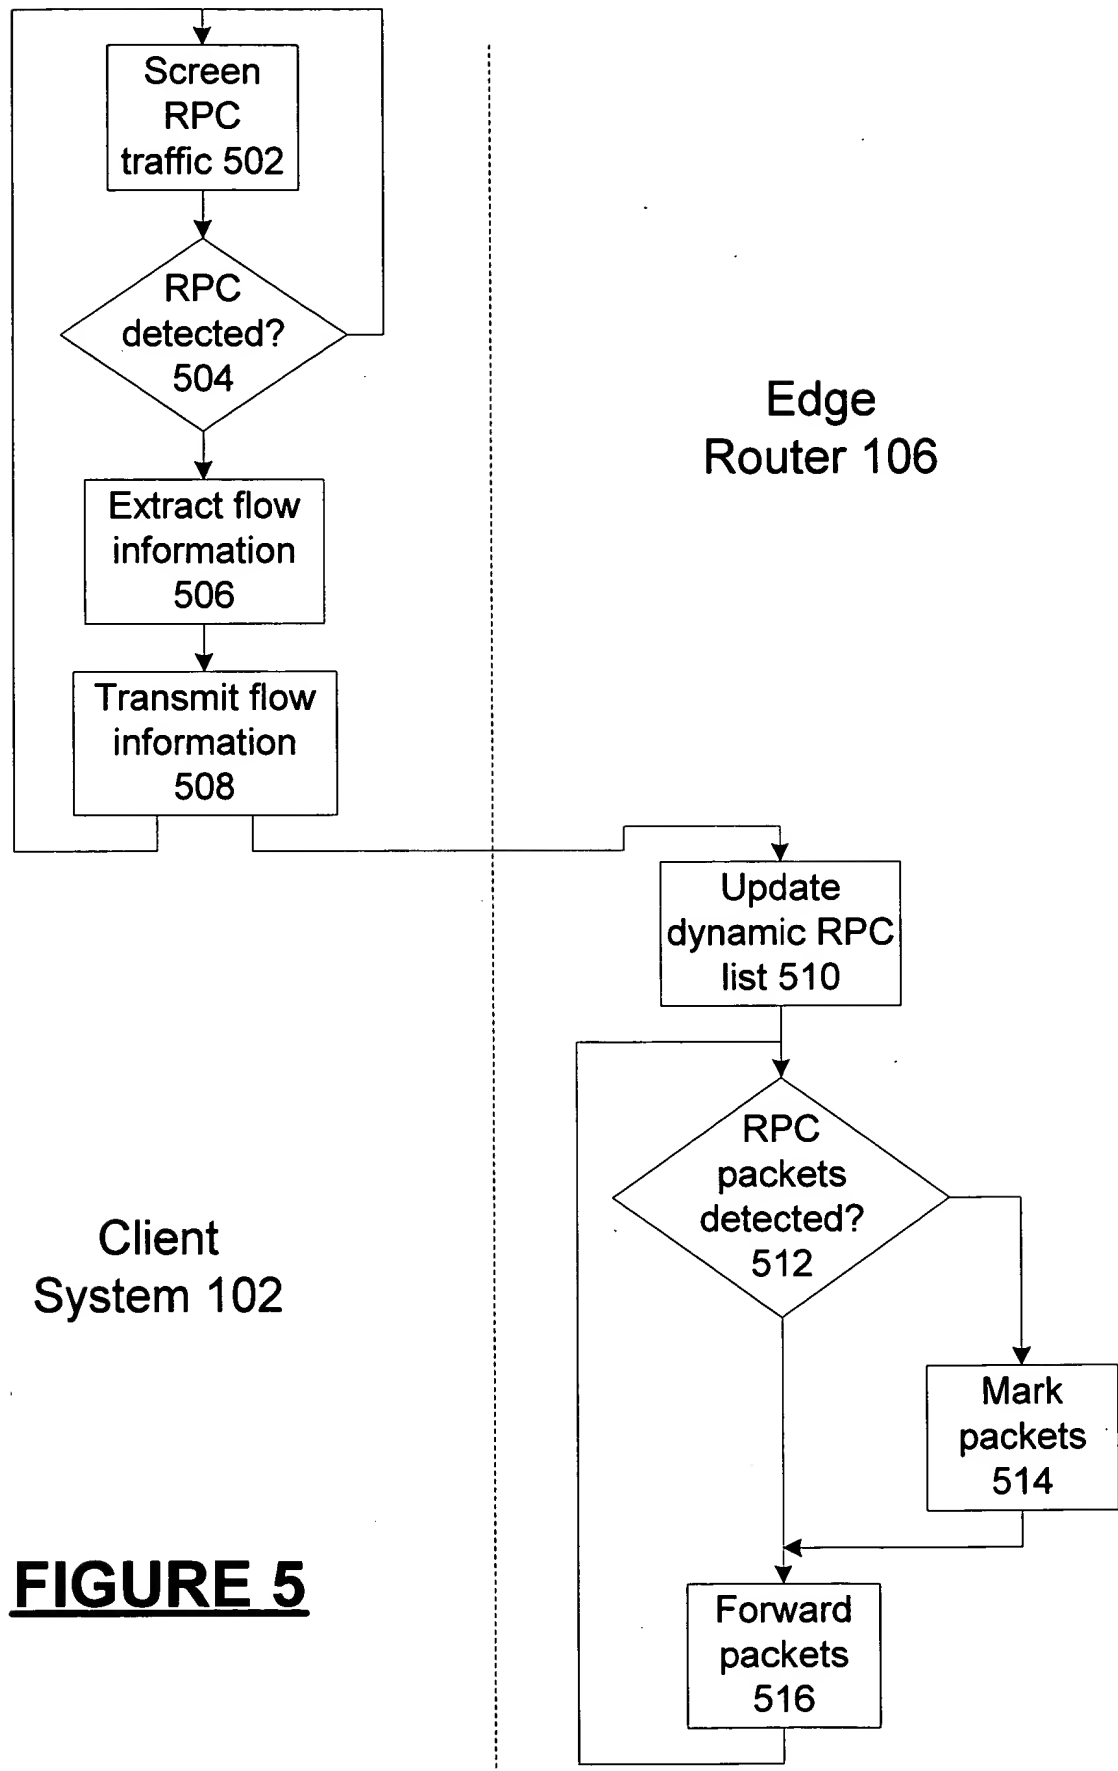 Screen
RPC
traffic 502
RPC
detected?
504
Extract flow
information
506
Transmit flow
information
508
Edge
Router 106
Update
dynamic RPC
list 510
RPC
packets
detected?
512
Client
System 102
Mark
packets
514
Forward
packets
516
FIGURE 5